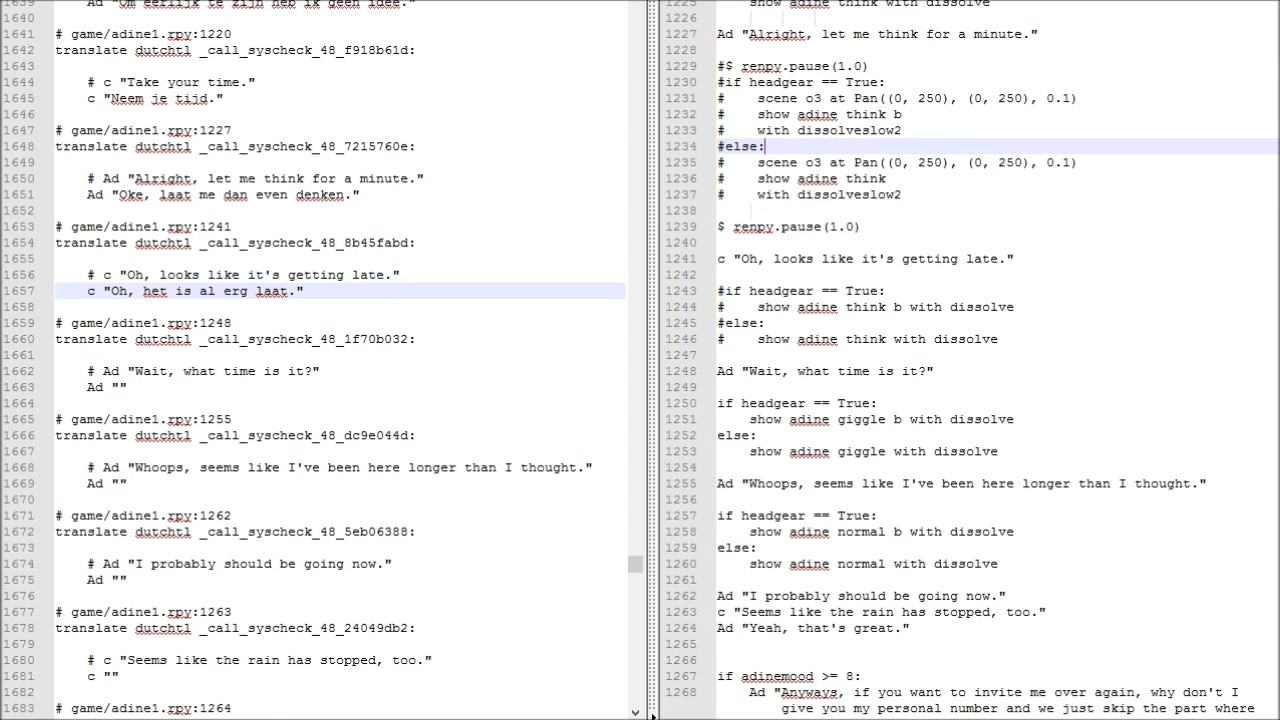 1639 Ad "Om eerlijk te zijn heb ik geen idee."
1640
1641 # game/adine1.rpy:1220
1642 translate dutchtl _call_syscheck_48_f918b61d:
1643
1644 # c "Take your time."
1645 c "Neem je tijd."
1646
1647 # game/adine1.rpy:1227
1648 translate dutchtl _call_syscheck_48_7215760e:
1649
1650 # Ad "Alright, let me think for a minute."
1651 Ad "Oke, laat me dan even denken."
1652
1653 # game/adine1.rpy:1241
1654 translate dutchtl _call_syscheck_48_8b45fabd:
1655
1656 # c "Oh, looks like it's getting late."
1657 c "Oh, het is al erg laat."
1658
1659 # game/adine1.rpy:1248
1660 translate dutchtl _call_syscheck_48_1f70b032:
1661
1662 # Ad "Wait, what time is it?"
1663 Ad ""
1664
1665 # game/adine1.rpy:1255
1666 translate dutchtl _call_syscheck_48_dc9e044d:
1667
1668 # Ad "Whoops, seems like I've been here longer than I thought."
1669 Ad ""
1670
1671 # game/adine1.rpy:1262
1672 translate dutchtl _call_syscheck_48_5eb06388:
1673
1674 # Ad "I probably should be going now."
1675 Ad ""
1676
1677 # game/adine1.rpy:1263
1678 translate dutchtl _call_syscheck_48_24049db2:
1679
1680 # c "Seems like the rain has stopped, too."
1681 c ""
1682
1683 # game/adine1.rpy:1264
1225 show adine think with dissolve
1226
1227 Ad "Alright, let me think for a minute."
1228
1229 #$ renpy.pause(1.0)
1230 #if headgear == True:
1231 # scene o3 at Pan((0, 250), (0, 250), 0.1)
1232 # show adine think b
1233 # with dissolveslow2
1234 #else:
1235 # scene o3 at Pan((0, 250), (0, 250), 0.1)
1236 # show adine think
1237 # with dissolveslow2
1238
1239 $ renpy.pause(1.0)
1240
1241 c "Oh, looks like it's getting late."
1242
1243 #if headgear == True:
1244 # show adine think b with dissolve
1245 #else:
1246 # show adine think with dissolve
1247
1248 Ad "Wait, what time is it?"
1249
1250 if headgear == True:
1251 show adine giggle b with dissolve
1252 else:
1253 show adine giggle with dissolve
1254
1255 Ad "Whoops, seems like I've been here longer than I thought."
1256
1257 if headgear == True:
1258 show adine normal b with dissolve
1259 else:
1260 show adine normal with dissolve
1261
1262 Ad "I probably should be going now."
1263 c "Seems like the rain has stopped, too."
1264 Ad "Yeah, that's great."
1265
1266
1267 if adinemood >= 8:
1268 Ad "Anyways, if you want to invite me over again, why don't I
give you my personal number and we just skip the part where